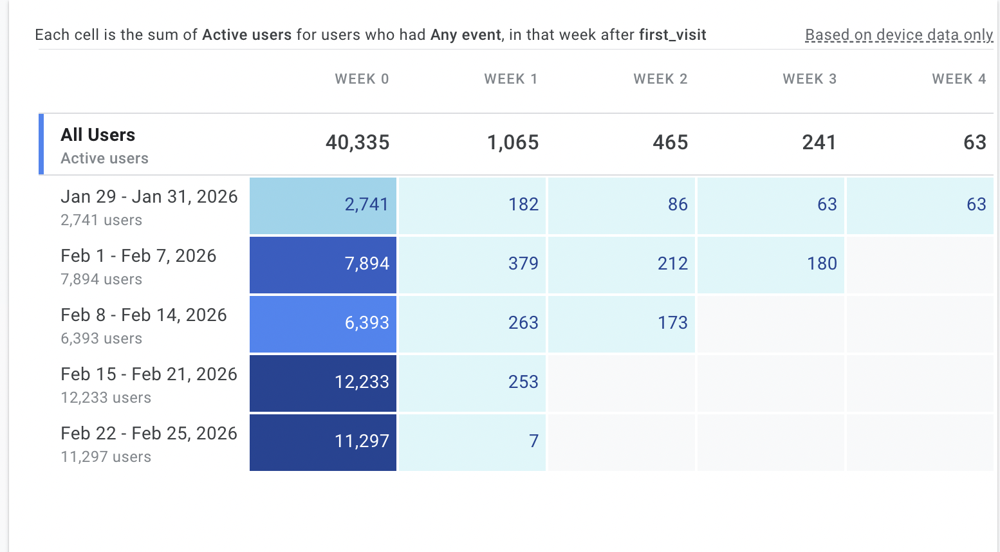 Each cell is the sum of Active users for users who had Any event, in that week after first_visit
Based on device data only
WEEK 0 WEEK 1 WEEK 2 WEEK 3 WEEK 4
All Users
Active users
40,335 1,065 465 241 63
Jan 29 - Jan 31, 2026
2,741 users
2,741 182 86 63 63
Feb 1 - Feb 7, 2026
7,894 users
7,894 379 212 180
Feb 8 - Feb 14, 2026
6,393 users
6,393 263 173
Feb 15 - Feb 21, 2026
12,233 users
12,233 253
Feb 22 - Feb 25, 2026
11,297 users
11,297 7